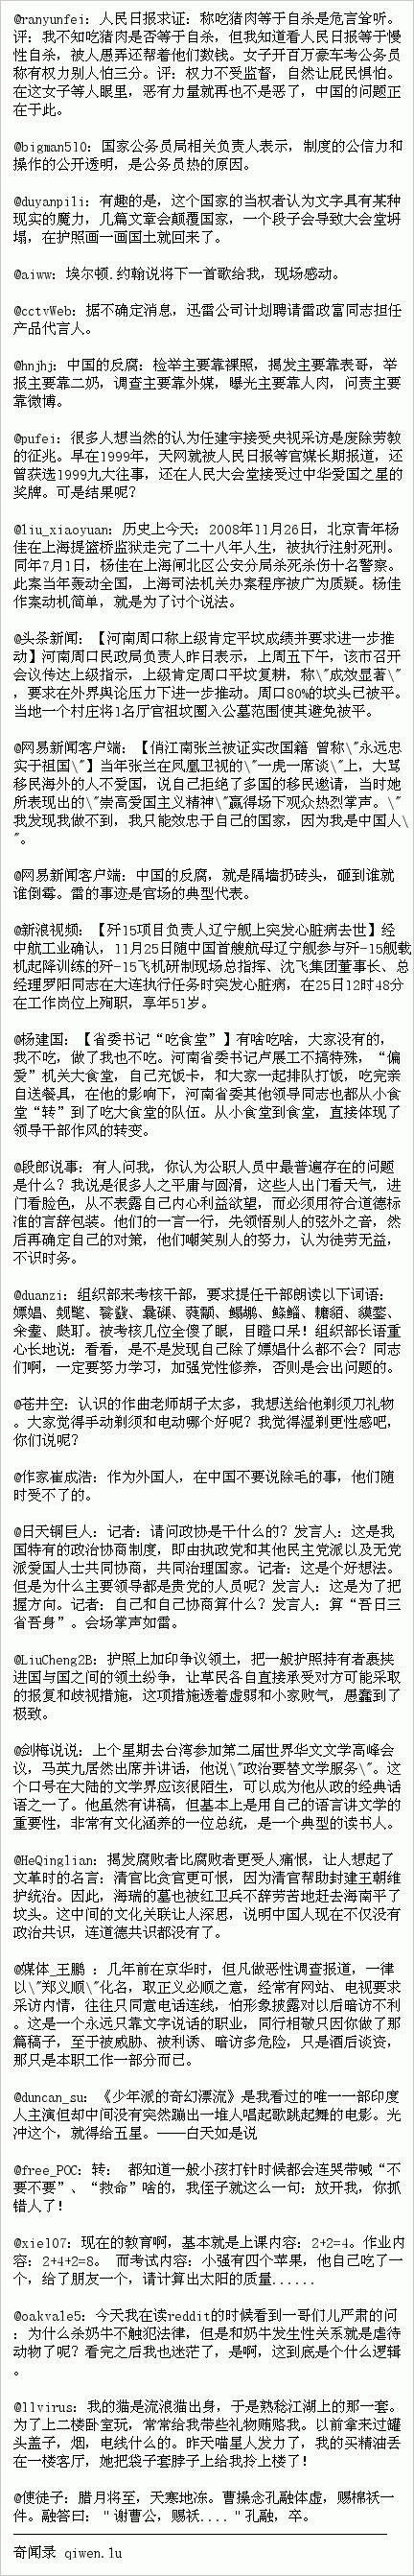 @ranyunfei: 人民日报求证: 称吃猪肉等于自杀是危言耸听。
评: 我不知吃猪肉是否等于自杀, 但我知道看人民日报等于慢
性自杀, 被人愚弄还帮着他们数钱。女子开百万豪车考公务员
称有权力别人怕三分。评: 权力不受监督, 自然让屁民惧怕。
在这女子等人眼里, 恶有力量就再也不是恶了, 中国的问题正
在于此。
@bigman510: 国家公务员局相关负责人表示, 制度的公信力和
操作的公开透明, 是公务员热的原因。
@duyanpili: 有趣的是, 这个国家的当权者认为文字具有某种
现实的魔力, 几篇文章会颠覆国家, 一个段子会导致大会堂坍
塌, 在护照画一画国土就回来了。
@aiww: 埃尔顿.约翰说将下一首歌给我, 现场感动。
@cctvWeb: 据不确定消息, 迅雷公司计划聘请雷政富同志担任
产品代言人。
@hnjhj: 中国的反腐: 检举主要靠裸照, 揭发主要靠表哥, 举
报主要靠二奶, 调查主要靠外媒, 曝光主要靠人肉, 问责主要
靠微博。
@pufei: 很多人想当然的认为任建宇接受央视采访是废除劳教
的征兆。早在1999年, 天网就被人民日报等官媒长期报道, 还
曾获选1999九大往事, 还在人民大会堂接受过中华爱国之星的
奖牌。可是结果呢?
@liu_xiaoyuan: 历史上今天: 2008年11月26日, 北京青年杨
佳在上海提篮桥监狱走完了二十八年人生, 被执行注射死刑。
同年7月1日, 杨佳在上海闸北区公安分局杀死杀伤十名警察。
此案当年轰动全国, 上海司法机关办案程序被广为质疑。杨佳
作案动机简单, 就是为了讨个说法。
@头条新闻: 【河南周口称上级肯定平坟成绩并要求进一步推
动】河南周口民政局负责人昨日表示, 上周五下午, 该市召开
会议传达上级指示, 上级肯定周口平坟复耕, 称\"成效显著\"
, 要求在外界舆论压力下进一步推动。周口80%的坟头已被平。
当地一个村庄将1名厅官祖坟圈入公墓范围使其避免被平。
@网易新闻客户端: 【俏江南张兰被证实改国籍 曾称\"永远忠
实于祖国\"】当年张兰在凤凰卫视的\"一虎一席谈\"上, 大骂
移民海外的人不爱国, 说自己拒绝了多国的移民邀请, 当时她
所表现出的\"崇高爱国主义精神\"赢得场下观众热烈掌声。\"
我发现我做不到, 我只能效忠于自己的国家, 因为我是中国人\
"。
@网易新闻客户端: 中国的反腐, 就是隔墙扔砖头, 砸到谁就
谁倒霉。雷的事迹是官场的典型代表。
@新浪视频: 【歼15项目负责人辽宁舰上突发心脏病去世】经
中航工业确认, 11月25日随中国首艘航母辽宁舰参与歼-15舰载
机起降训练的歼-15飞机研制现场总指挥、沈飞集团董事长、总
经理罗阳同志在大连执行任务时突发心脏病, 在25日12时48分
在工作岗位上殉职, 享年51岁。
@杨建国: 【省委书记“吃食堂”】有啥吃啥, 大家没有的,
我不吃, 做了我也不吃。河南省委书记卢展工不搞特殊, “偏
爱”机关大食堂, 自己充饭卡, 和大家一起排队打饭, 吃完亲
自送餐具, 在他的影响下, 河南省委其他领导同志也都从小食
堂“转”到了吃大食堂的队伍。从小食堂到食堂, 直接体现了
领导干部作风的转变。
@段郎说事: 有人问我, 你认为公职人员中最普遍存在的问题
是什么? 我说是很多人之平庸与圆滑, 这些人出门看天气, 进
门看脸色, 从不表露自己内心利益欲望, 而必须用符合道德标
准的言辞包装。他们的一言一行, 先领悟别人的弦外之音, 然
后再确定自己的对策, 他们嘲笑别人的努力, 认为徒劳无益,
不识时务。
@duanzi: 组织部来考核干部, 要求提任干部朗读以下词语:
嫖娼、
。被考核几位全傻了眼, 目瞪口呆! 组织部长语重
心长地说: 看看, 是不是发现自己除了嫖娼什么都不会? 同志
们啊, 一定要努力学习, 加强党性修养, 否则是会出问题的。
@苍井空: 认识的作曲老师胡子太多, 我想送给他剃须刀礼物
。大家觉得手动剃须和电动哪个好呢? 我觉得湿剃更性感吧,
你们说呢?
@作家崔成浩: 作为外国人, 在中国不要说除毛的事, 他们随
时受不了的。
@日天铜巨人: 记者: 请问政协是干什么的? 发言人: 这是我
国特有的政治协商制度, 即由执政党和其他民主党派以及无党
派爱国人士共同协商, 共同治理国家。记者: 这是个好想法。
但是为什么主要领导都是贵党的人员呢? 发言人: 这是为了把
握方向。记者: 自己和自己协商算什么? 发言人: 算“吾日三
省吾身”。会场掌声如雷。
@LiuCheng2B: 护照上加印争议领土, 把一般护照持有者裹挟
进国与国之间的领土纷争, 让草民各自直接承受对方可能采取
的报复和歧视措施, 这项措施透着虚弱和小家败气, 愚蠢到了
极致。
@剑梅说说: 上个星期去台湾参加第二届世界华文文学高峰会
议, 马英九居然出席并讲话, 他说\"政治要替文学服务\"。这
个口号在大陆的文学界应该很陌生, 可以成为他从政的经典话
语之一了。他虽然有讲稿, 但基本上是用自己的语言讲文学的
重要性, 非常有文化涵养的一位总统, 是一个典型的读书人。
@HeQinglian: 揭发腐败者比腐败者更受人痛恨, 让人想起了
文革时的名言: 清官比贪官更可恨, 因为清官帮助封建王朝维
护统治。因此, 海瑞的墓也被红卫兵不辞劳苦地赶去海南平了
坟头。这中间的文化关联让人深思, 说明中国人现在不仅没有
政治共识, 连道德共识都没有了。
@媒体_王鹏 : 几年前在京华时, 但凡做恶性调查报道, 一律
以\"郑义顺\"化名, 取正义必顺之意, 经常有网站、电视要求
采访内情, 往往只同意电话连线, 怕形象披露对以后暗访不利
。这是一个永远只靠文字说话的职业, 同行相敬只因你做了那
篇稿子, 至于被威胁、被利诱、暗访多危险, 只是酒后谈资,
那只是本职工作一部分而已。
@duncan_su: 《少年派的奇幻漂流》是我看过的唯一一部印度
人主演但却中间没有突然蹦出一堆人唱起歌跳起舞的电影。光
冲这个, 就得给五星。——白天如是说
@free_POC: 转: 都知道一般小孩打针时候都会连哭带喊“不
要不要”、“救命”啥的, 我侄子就这么一句: 放开我, 你抓
错人了!
@xie107: 现在的教育啊, 基本就是上课内容: 2+2=4。作业内
容: 2+4+2=8。 而考试内容: 小强有四个苹果, 他自己吃了一
个, 给了朋友一个, 请计算出太阳的质量......
@oakvale5: 今天我在读reddit的时候看到一哥们儿严肃的问
: 为什么杀奶牛不触犯法律, 但是和奶牛发生性关系就是虐待
动物了呢? 看完之后我也迷茫了, 是啊, 这到底是个什么逻辑
。
@llvirus: 我的猫是流浪猫出身, 于是熟稔江湖上的那一套。
为了上二楼卧室玩, 常常给我带些礼物贿赂我。以前拿来过罐
头盖子, 烟, 电线什么的。昨天喵星人发力了, 我的买精油丢
在一楼客厅, 她把袋子套脖子上给我拎上楼了!
@使徒子: 腊月将至, 天寒地冻。曹操念孔融体虚, 赐棉袄一
件。融答曰: "谢曹公, 赐袄...."孔融, 卒。
奇闻录 qiwen.lu